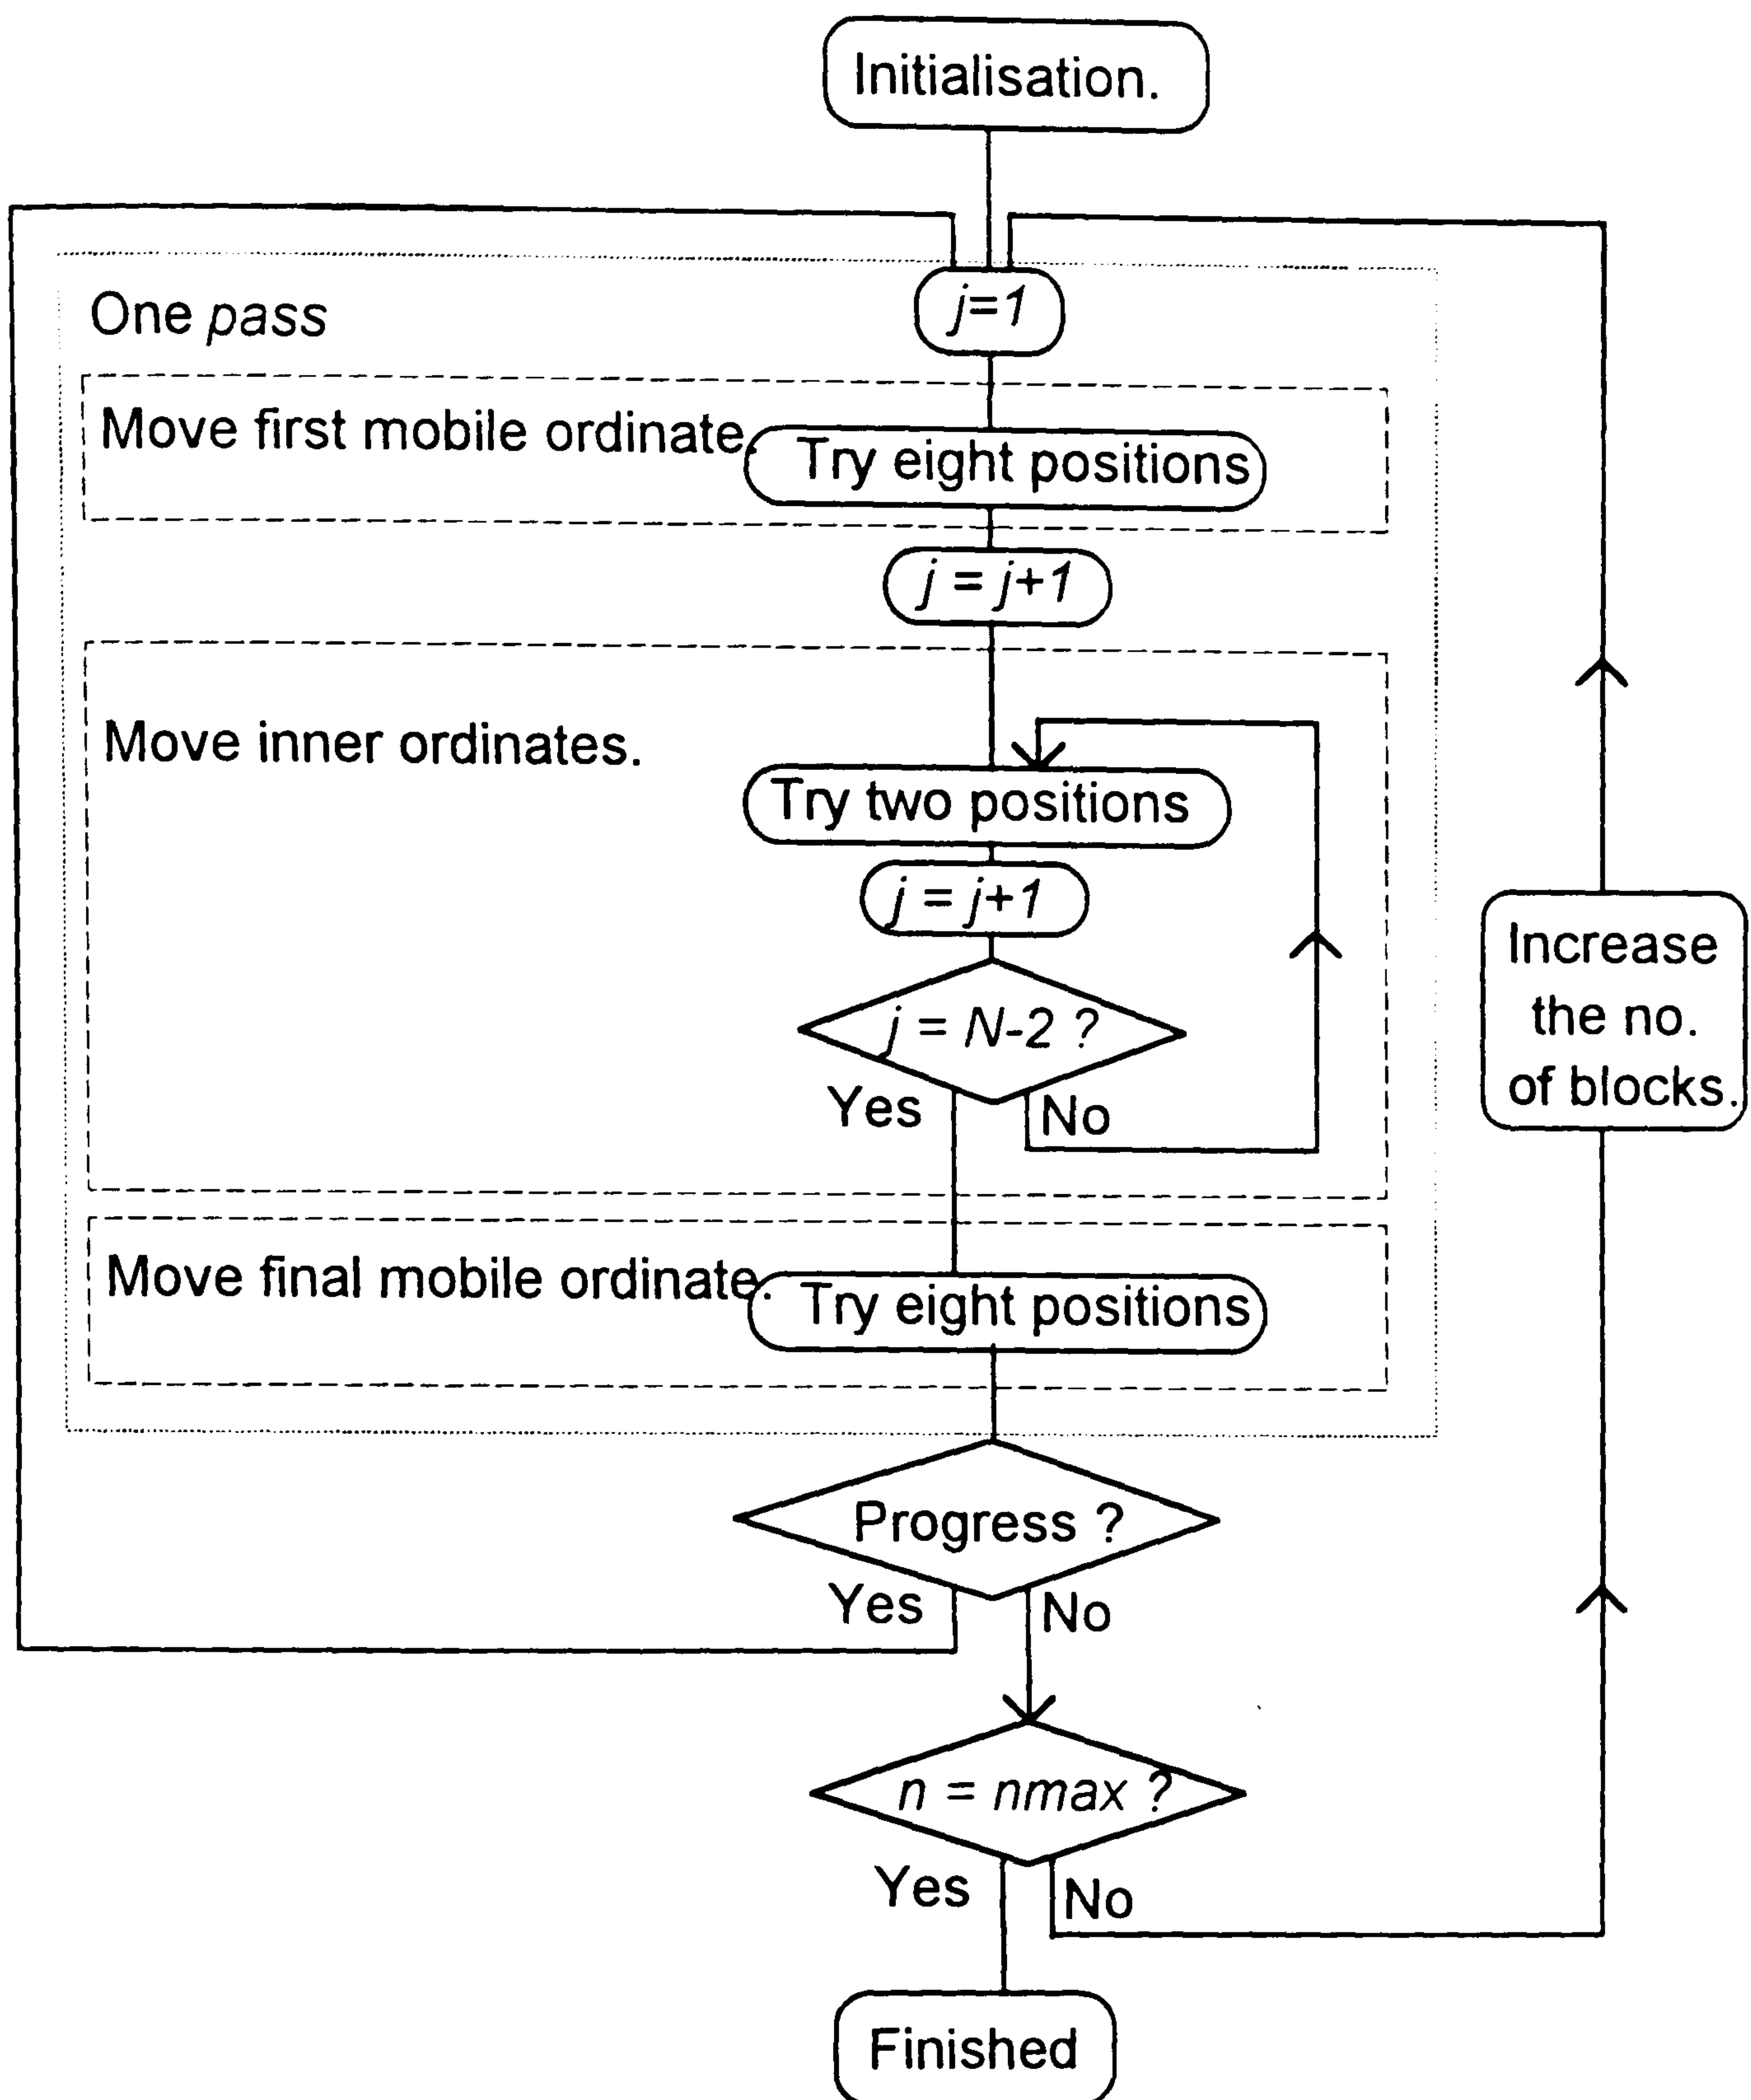 Initialisation.
One pass
j=1
Move first mobile ordinate.
Try eight positions
j = j+1
Move inner ordinates.
Try two positions
j = j+1
j = N-2 ?
Yes
No
Increase
the no.
of blocks.
Move final mobile ordinate.
Try eight positions
Progress ?
Yes
No
n = nmax ?
Yes
No
Finished